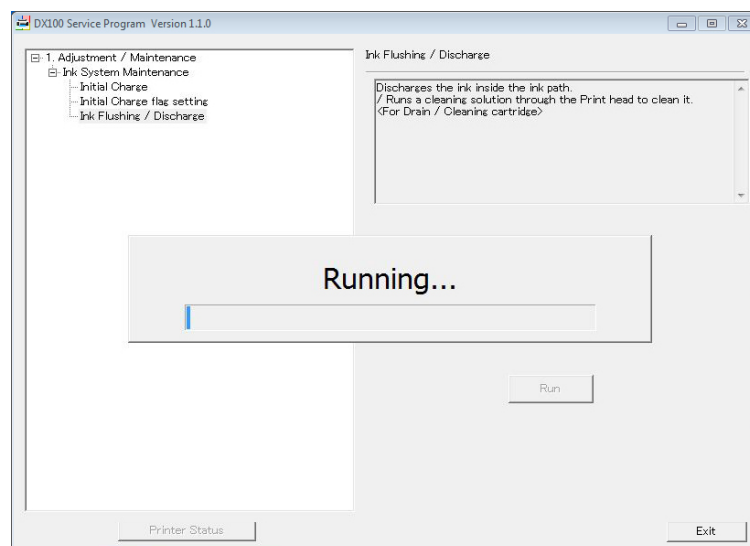 DX100 Service Program Version 1.1.0
1. Adjustment / Maintenance
Ink System Maintenance
Initial Charge
Initial Charge flag setting
Ink Flushing / Discharge
Ink Flushing / Discharge
Discharges the ink inside the ink path.
/ Runs a cleaning solution through the Print head to clean it.
<For Drain / Cleaning cartridge>
Running...
Run
Printer Status
Exit